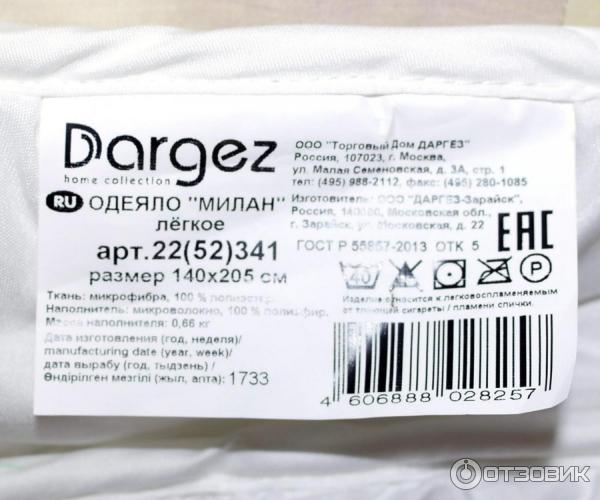 Dargez
home collection
RU ОДЕЯЛО "МИЛАН"
лёгкое
арт.22(52)341
размер 140х205 см
Ткань: микрофибра, 100 % полиэстер.
Наполнитель: микроволокно, 100 % полиэфир.
Масса наполнителя: 0,66 кг
Дата изготовления (год, неделя)/
manufacturing date (year, week)/
дата вырабу (год, тыдзень) /
Өндірілген мезгілі (жыл, апта): 1733
ООО "Торговый Дом ДАРГЕЗ"
Россия, 107023, г. Москва,
ул. Малая Семеновская, д. 3А, стр. 1
тел: (495) 988-2112, факс: (495) 280-1085
Изготовитель: ООО "ДАРГЕЗ-Зарайск",
Россия, 140600, Московская обл.,
г. Зарайск, ул. Московская, д. 22
ГОСТ Р 55857-2013 ОТК 5
EAC
40
P
Изделие относится к легковоспламеняемым
от тлеющей сигареты / пламени спички.
4 606888 028257
ОТЗОВИК